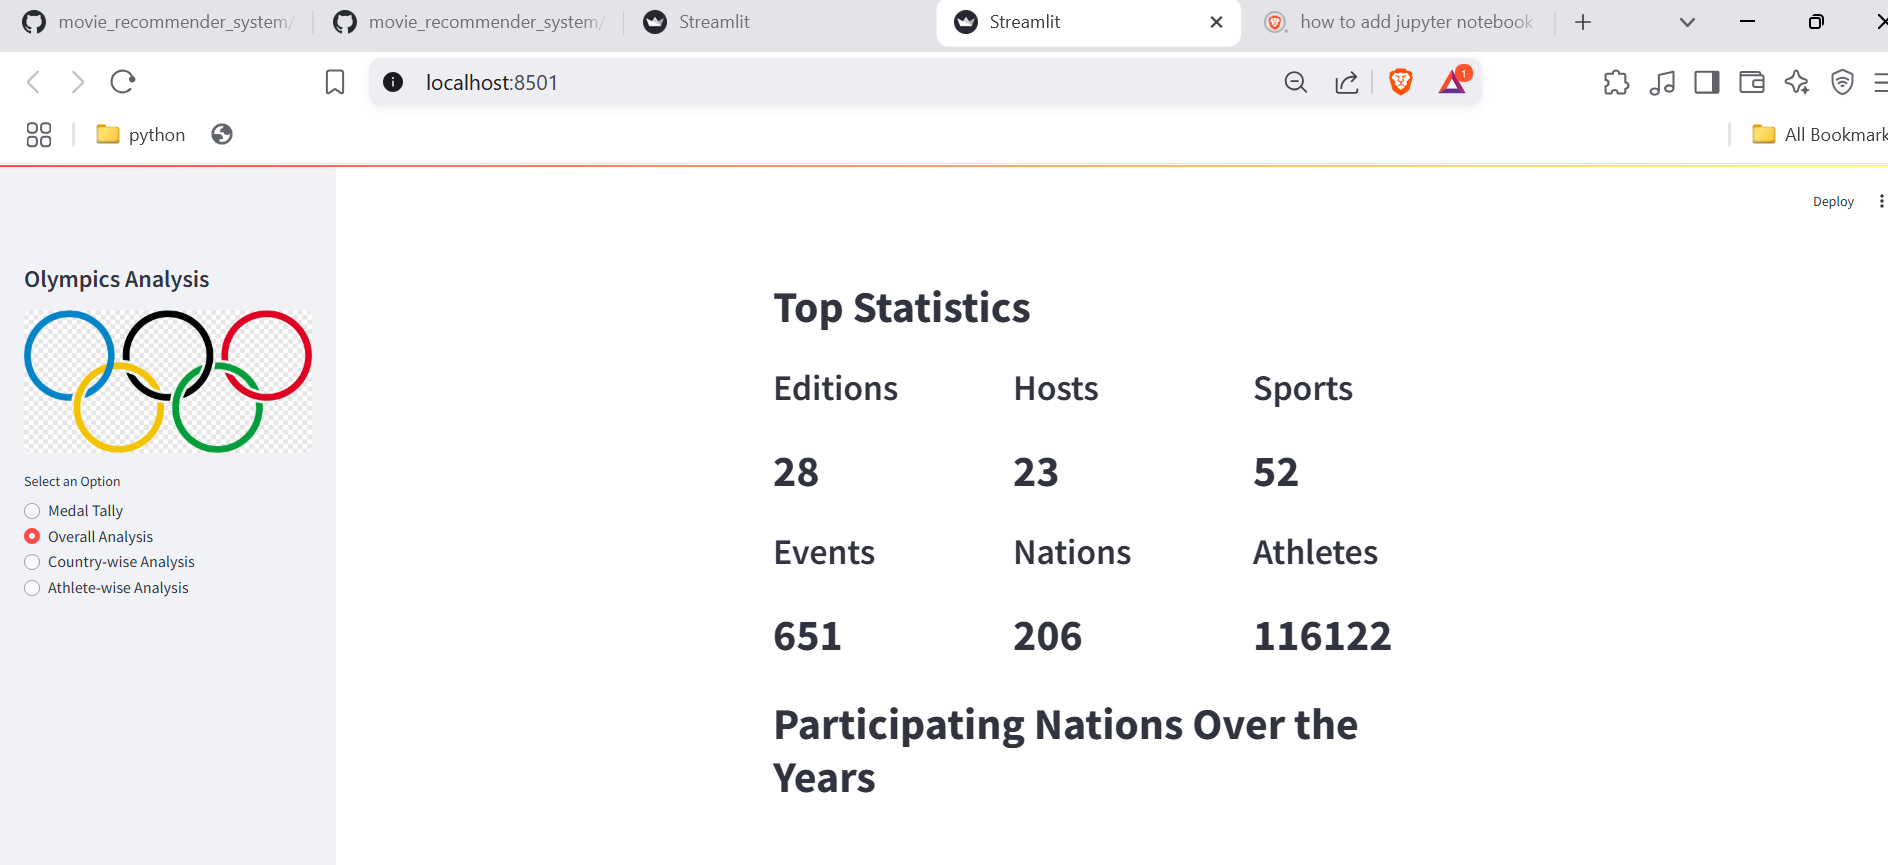 movie_recommender_system/
movie_recommender_system/
Streamlit
Streamlit
how to add jupyter notebook
localhost:8501
1
python
All Bookmark
Deploy
Olympics Analysis
Select an Option
Medal Tally
Overall Analysis
Country-wise Analysis
Athlete-wise Analysis
Top Statistics
Editions Hosts Sports
28 23 52
Events Nations Athletes
651 206 116122
Participating Nations Over the
Years